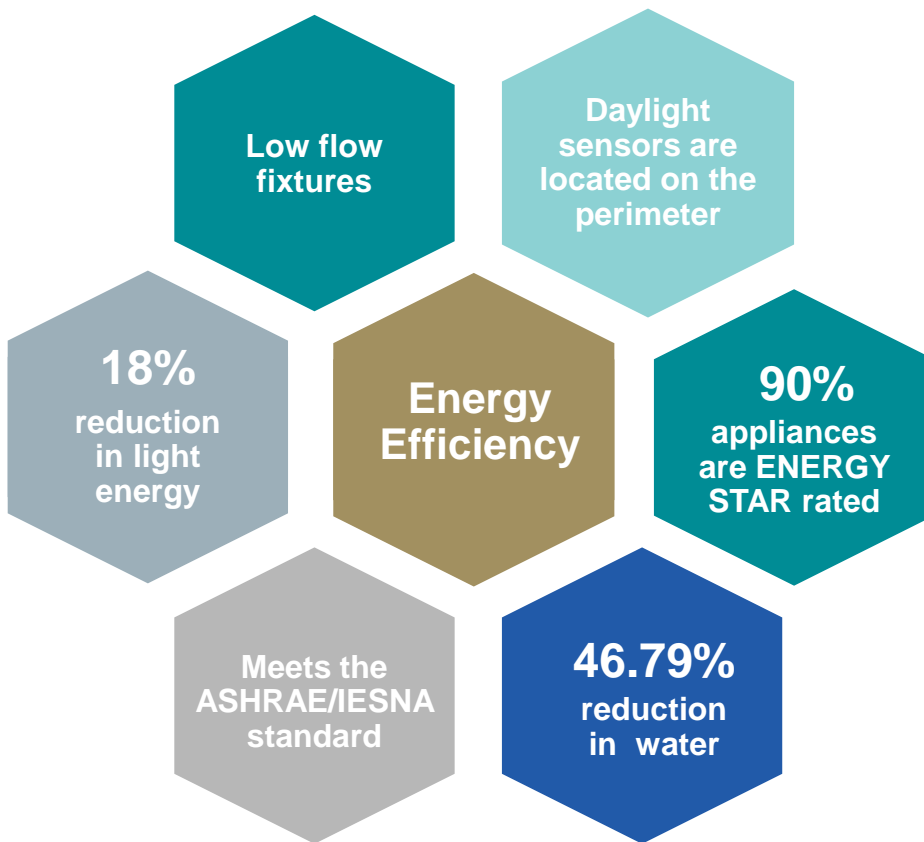 Low flow
fixtures
Daylight
sensors are
located on the
perimeter
18%
reduction
in light
energy
Energy
Efficiency
90%
appliances
are ENERGY
STAR rated
Meets the
ASHRAE/IESNA
standard
46.79%
reduction
in water